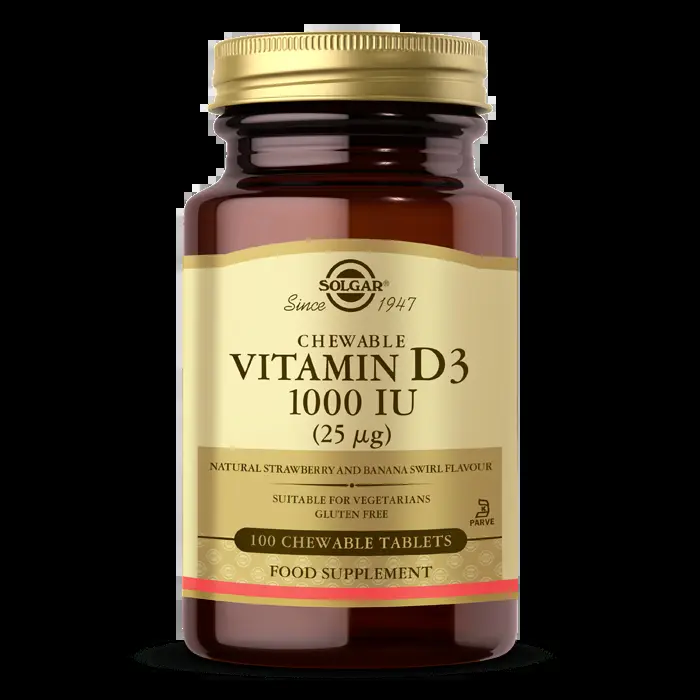 SOLGAR®
Since 1947
CHEWABLE
VITAMIN D3
1000 IU
(25 µg)
NATURAL STRAWBERRY AND BANANA SWIRL FLAVOUR
SUITABLE FOR VEGETARIANS
GLUTEN FREE
K
PARVE
100 CHEWABLE TABLETS
FOOD SUPPLEMENT